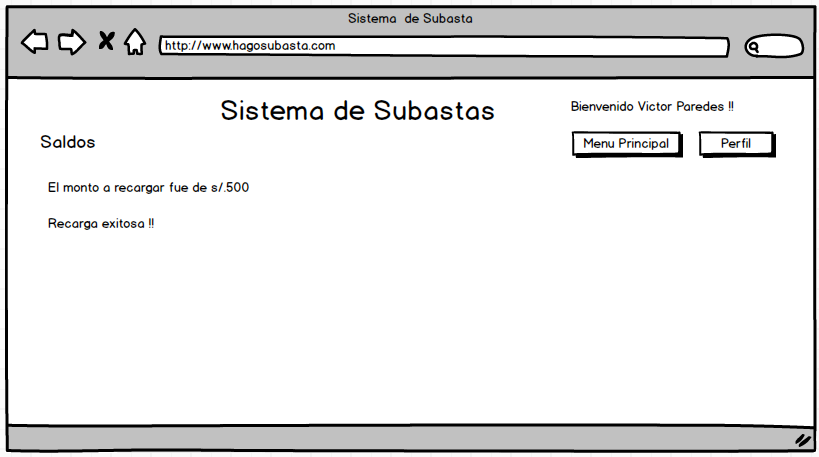 Sistema de Subasta
http://www.hagosubasta.com
Sistema de Subastas
Bienvenido Victor Paredes !!
Saldos
Menu Principal
Perfil
El monto a recargar fue de s/.500
Recarga exitosa !!